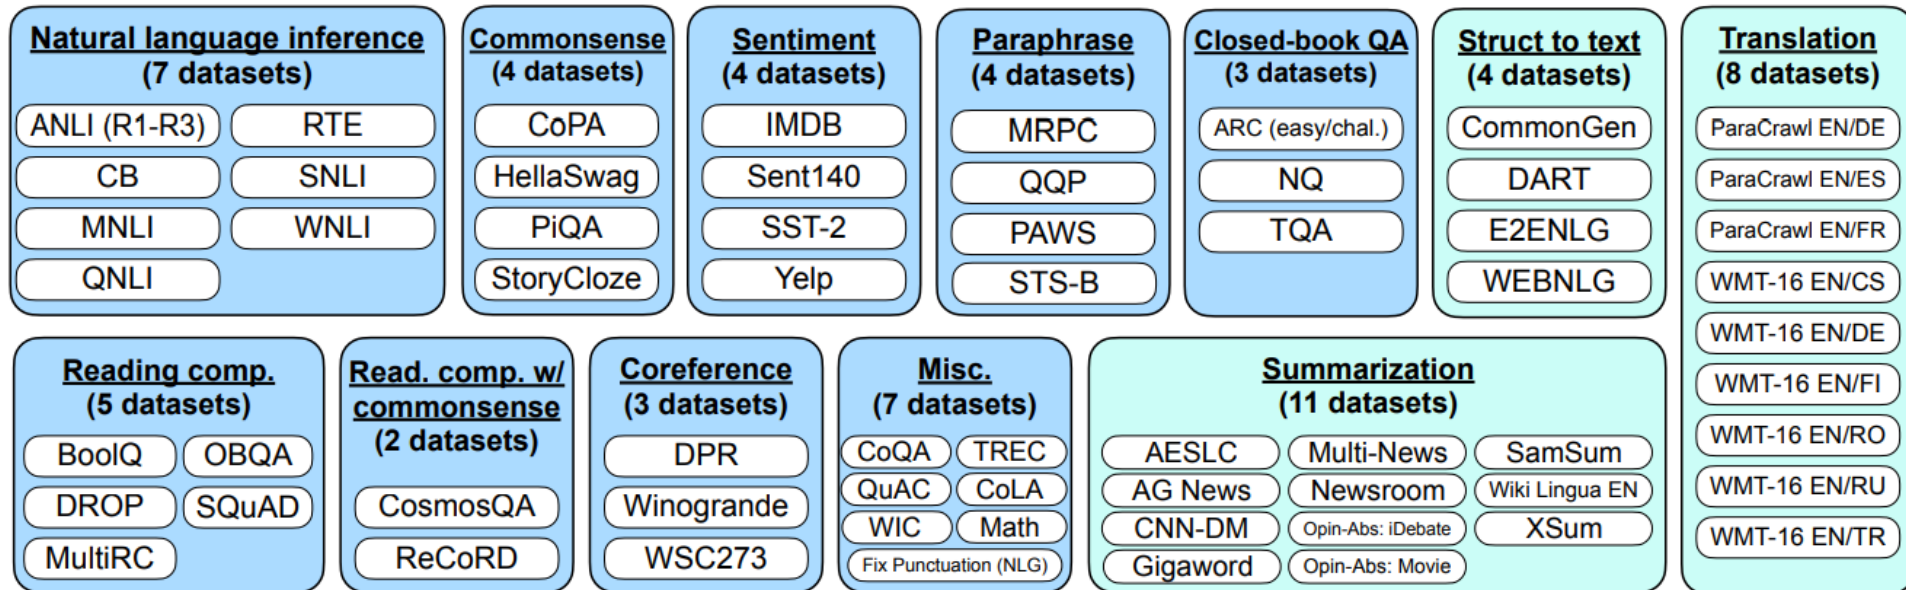 Natural language inference
(7 datasets)
ANLI (R1-R3)
RTE
CB
SNLI
MNLI
WNLI
QNLI
Commonsense
(4 datasets)
CoPA
HellaSwag
PiQA
StoryCloze
Sentiment
(4 datasets)
IMDB
Sent140
SST-2
Yelp
Paraphrase
(4 datasets)
MRPC
QQP
PAWS
STS-B
Closed-book QA
(3 datasets)
ARC (easy/chal.)
NQ
TQA
Struct to text
(4 datasets)
CommonGen
DART
E2ENLG
WEBNLG
Translation
(8 datasets)
ParaCrawl EN/DE
ParaCrawl EN/ES
ParaCrawl EN/FR
WMT-16 EN/CS
WMT-16 EN/DE
WMT-16 EN/FI
WMT-16 EN/RO
WMT-16 EN/RU
WMT-16 EN/TR
Reading comp.
(5 datasets)
BoolQ
OBQA
DROP
SQuAD
MultiRC
Read. comp. w/
commonsense
(2 datasets)
CosmosQA
ReCoRD
Coreference
(3 datasets)
DPR
Winogrande
WSC273
Misc.
(7 datasets)
CoQA
TREC
QuAC
CoLA
WIC
Math
Fix Punctuation (NLG)
Summarization
(11 datasets)
AESLC
Multi-News
SamSum
AG News
Newsroom
Wiki Lingua EN
CNN-DM
Opin-Abs: iDebate
XSum
Gigaword
Opin-Abs: Movie